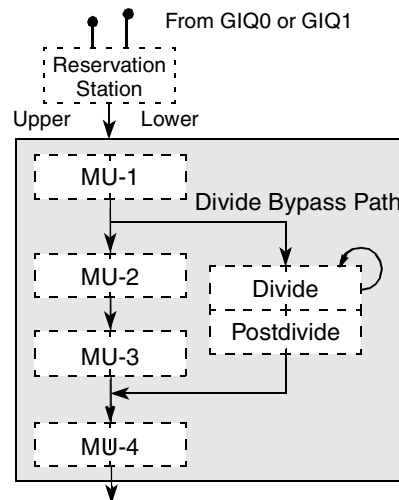 From GIQ0 or GIQ1
Reservation
Station
Upper
Lower
MU-1
Divide Bypass Path
MU-2
Divide
Postdivide
MU-3
MU-4